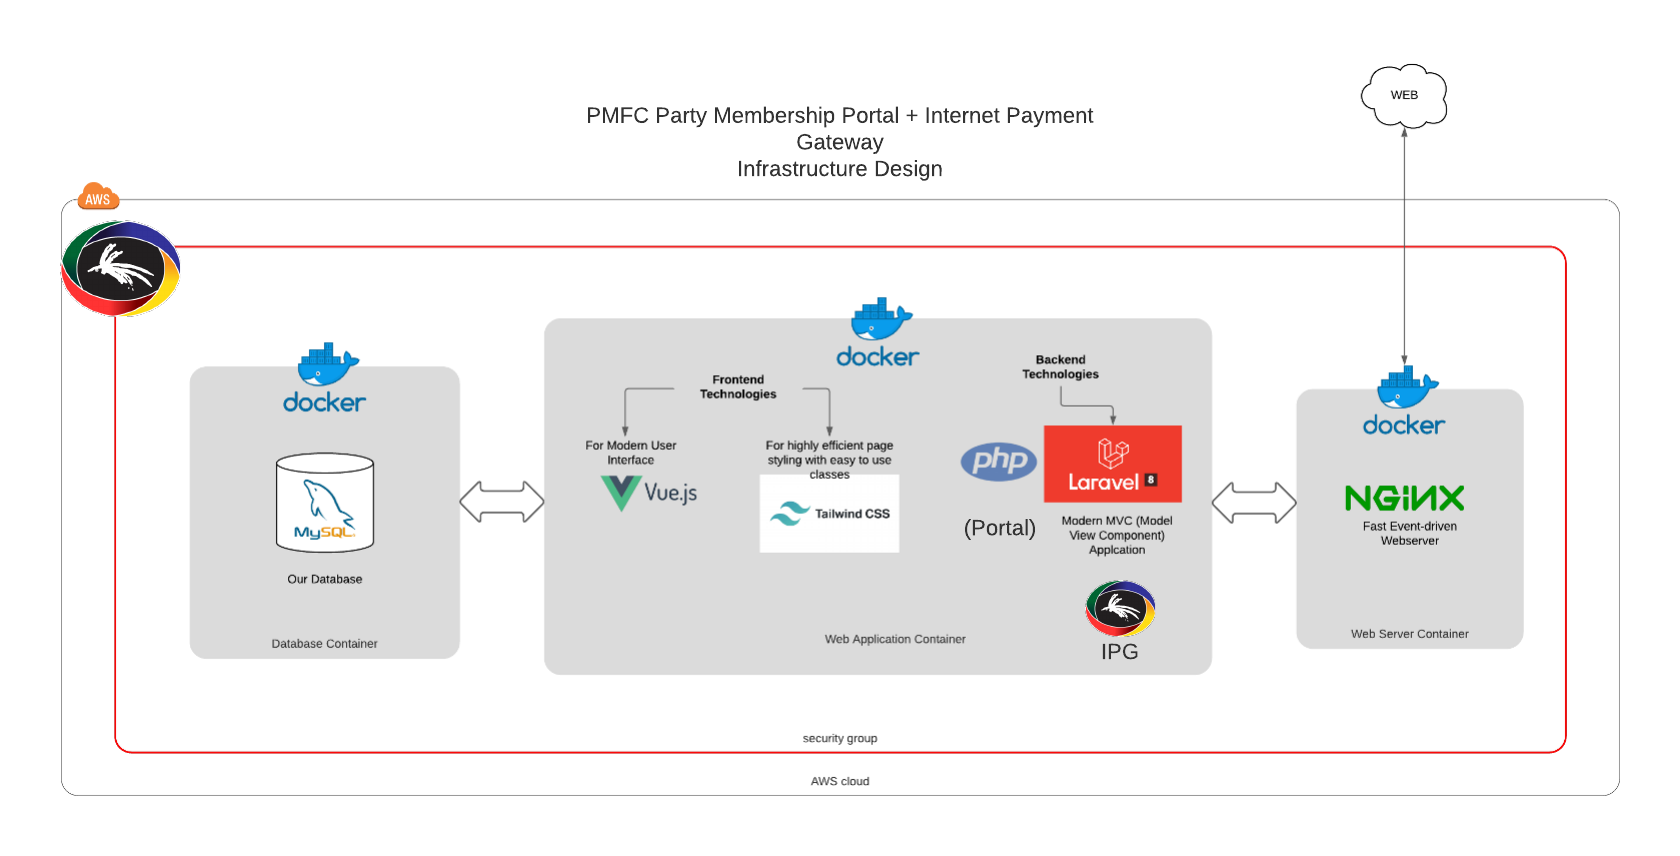 WEB
PMFC Party Membership Portal + Internet Payment
Gateway
Infrastructure Design
AWS
docker
Our Database
MySQL
Database Container
docker
Frontend
Technologies
For Modern User
Interface
Vue.js
For highly efficient page
styling with easy to use
classes
Tailwind CSS
Backend
Technologies
php
(Portal)
Laravel 8
Modern MVC (Model
View Component)
Applcation
IPG
Web Application Container
docker
NGINX
Fast Event-driven
Webserver
Web Server Container
security group
AWS cloud